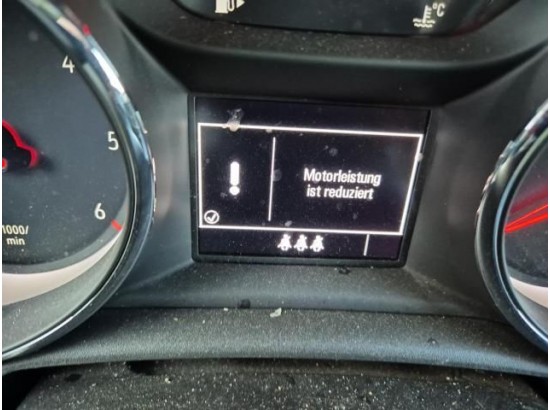 °C
4
5
6
1000/
min
Motorleistung
ist reduziert